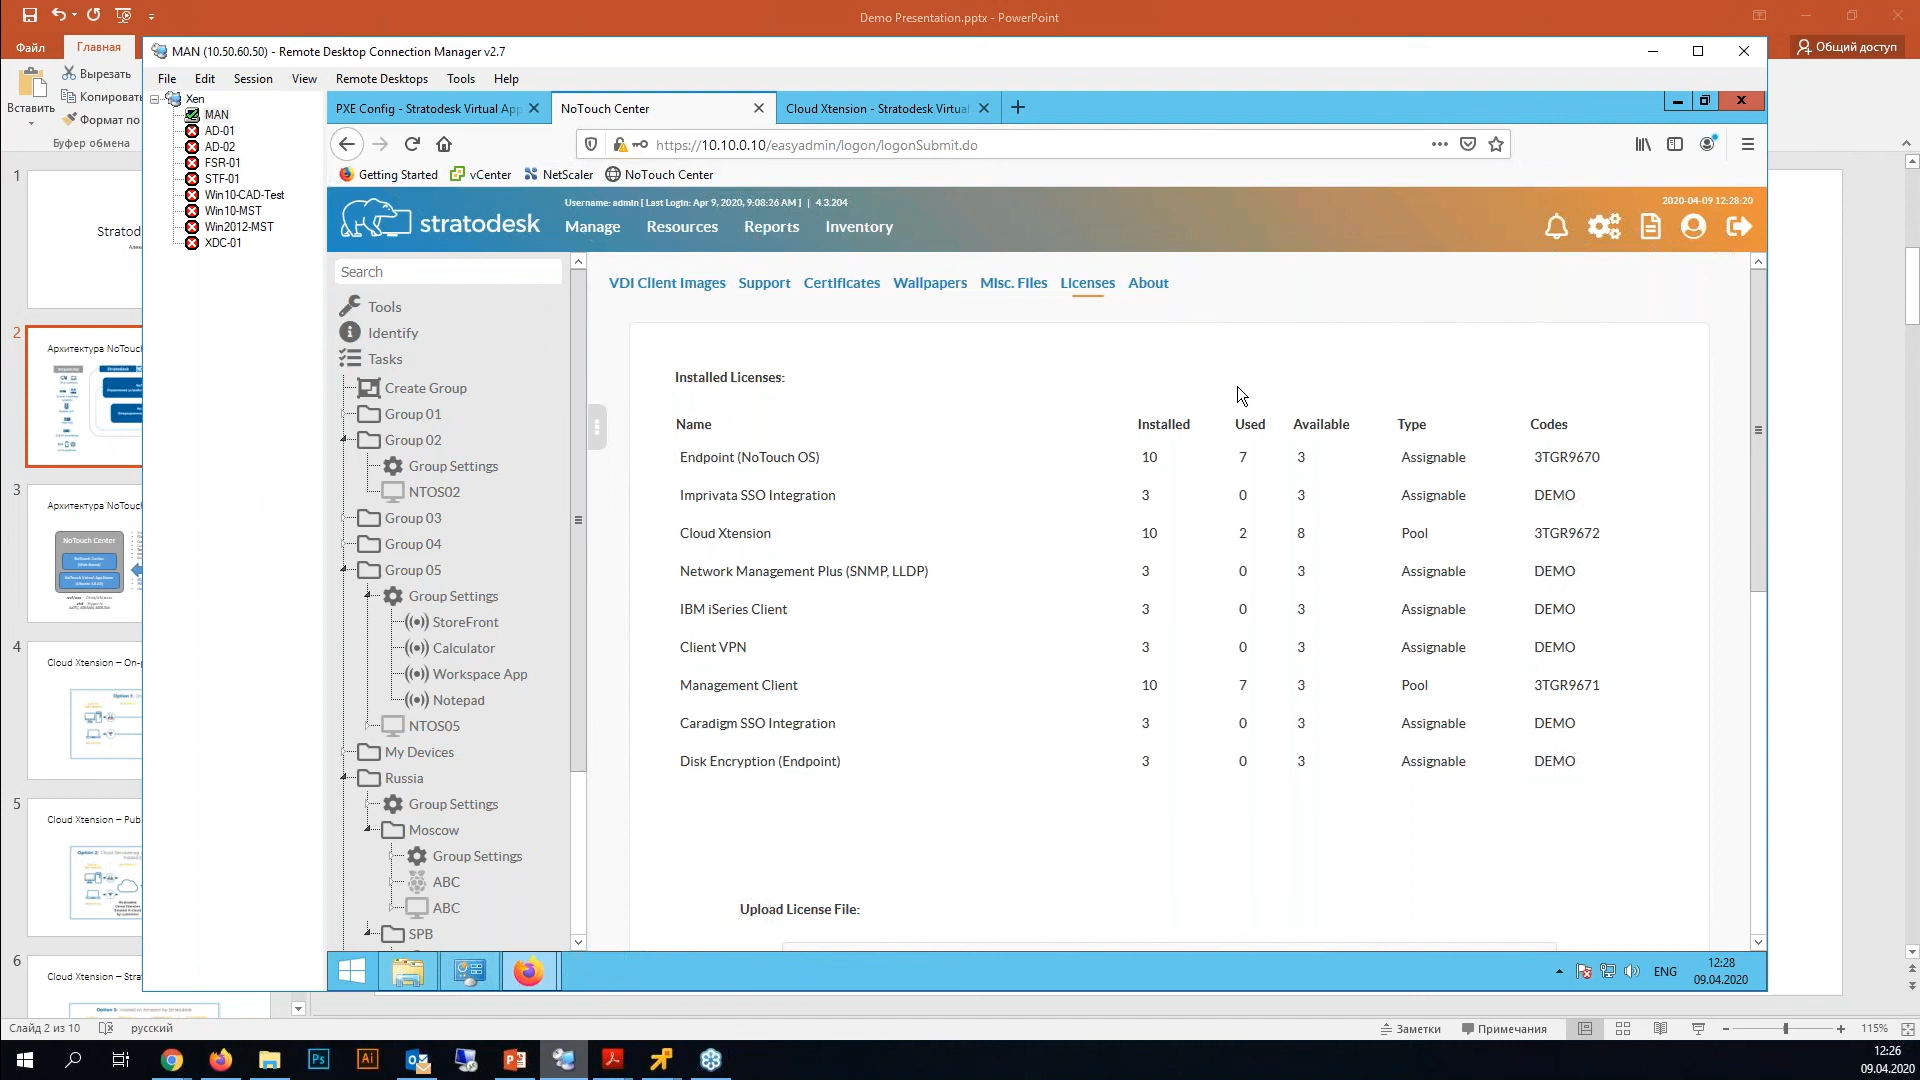 Demo Presentation.pptx - PowerPoint
Файл
Главная
Общий доступ
Вставить
Вырезать
Копировать
Формат по
Буфер обмена
MAN (10.50.60.50) - Remote Desktop Connection Manager v2.7
File Edit Session View Remote Desktops Tools Help
Xen
MAN
AD-01
AD-02
FSR-01
STF-01
Win10-CAD-Test
Win10-MST
Win2012-MST
XDC-01
PXE Config - Stratodesk Virtual App
NoTouch Center
Cloud Xtension - Stratodesk Virtual
https://10.10.0.10/easyadmin/logon/logonSubmit.do
Getting Started vCenter NetScaler NoTouch Center
stratodesk
Username: admin [ Last Login: Apr 9, 2020, 9:08:26 AM ] | 4.3.204
2020-04-09 12:28:20
Manage Resources Reports Inventory
Search
Tools
Identify
Tasks
Create Group
Group 01
Group 02
Group Settings
NTOS02
Group 03
Group 04
Group 05
Group Settings
StoreFront
Calculator
Workspace App
Notepad
NTOS05
My Devices
Russia
Group Settings
Moscow
Group Settings
ABC
ABC
SPB
VDI Client Images Support Certificates Wallpapers Misc. Files Licenses About
Installed Licenses:
Name Installed Used Available Type Codes
Endpoint (NoTouch OS) 10 7 3 Assignable 3TGR9670
Imprivata SSO Integration 3 0 3 Assignable DEMO
Cloud Xtension 10 2 8 Pool 3TGR9672
Network Management Plus (SNMP, LLDP) 3 0 3 Assignable DEMO
IBM iSeries Client 3 0 3 Assignable DEMO
Client VPN 3 0 3 Assignable DEMO
Management Client 10 7 3 Pool 3TGR9671
Caradigm SSO Integration 3 0 3 Assignable DEMO
Disk Encryption (Endpoint) 3 0 3 Assignable DEMO
Upload License File:
ENG
12:28
09.04.2020
1
Stratod
2
Архитектура NoTouch
3
Архитектура NoTouch
NoTouch Center
4
Cloud Xtension – On-p
5
Cloud Xtension – Pub
6
Cloud Xtension – Stra
Слайд 2 из 10 русский
Заметки Примечания 115%
Ps Ai
12:26
09.04.2020